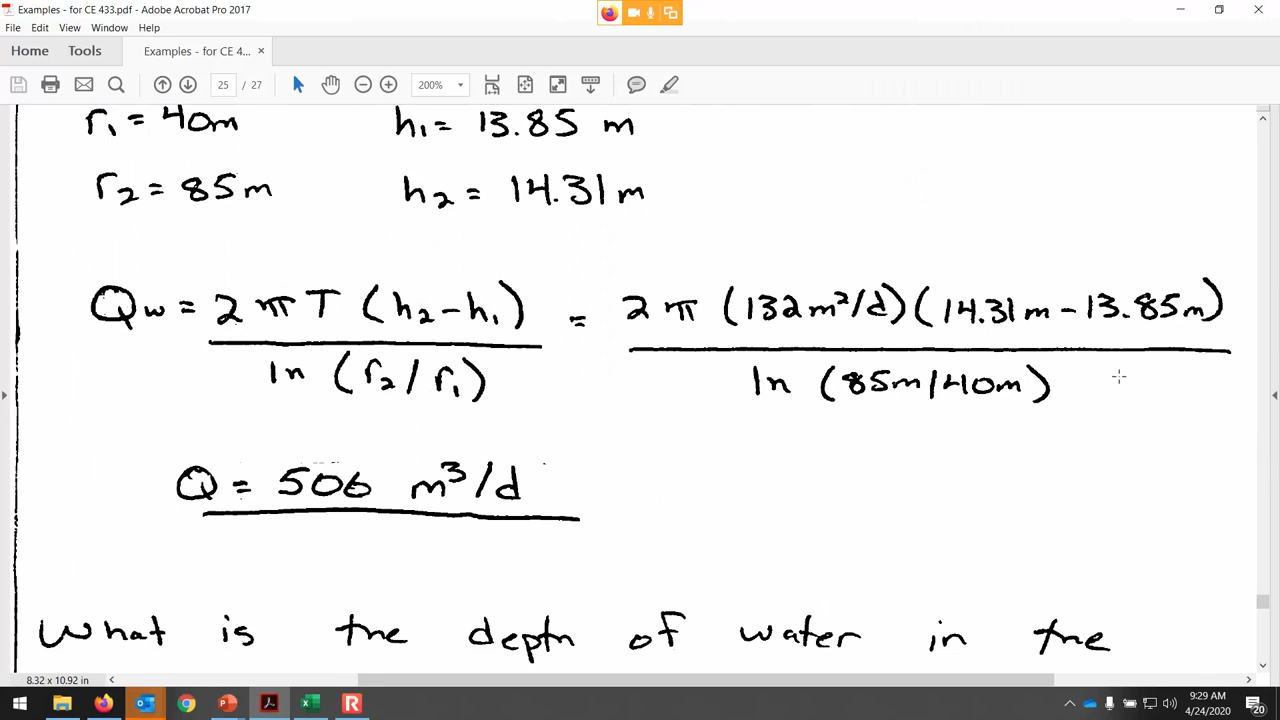 Examples - for CE 433.pdf - Adobe Acrobat Pro 2017
File Edit View Window Help
Home Tools Examples - for CE 4... ×
25 / 27 200%
r₁ = 40m h₁= 13.85 m
r₂ = 85m h₂= 14.31m
Qw = 2πT (h₂-h₁) / ln (r₂/r₁) = 2π (132m²/d)(14.31m-13.85m) / ln (85m/40m)
Q = 506 m³/d
What is the depth of water in the
8.32 x 10.92 in
9:29 AM
4/24/2020
20